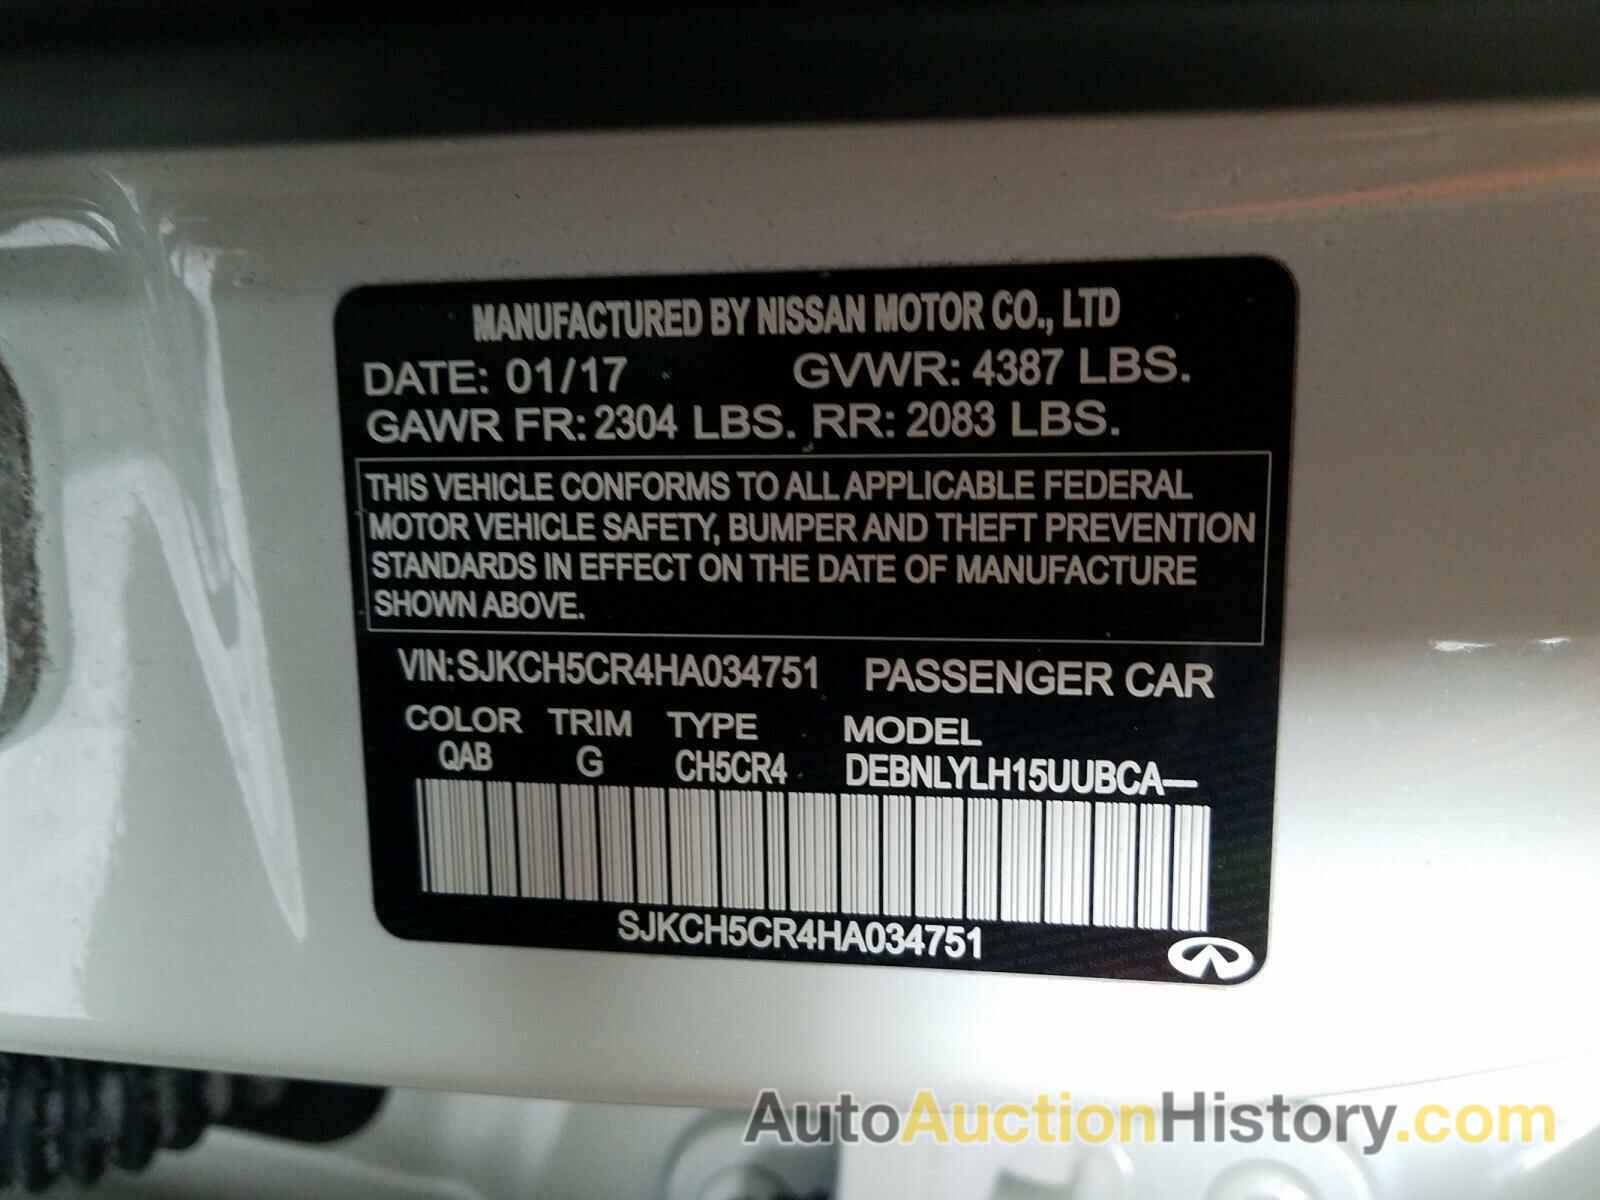 MANUFACTURED BY NISSAN MOTOR CO., LTD
DATE: 01/17 GVWR: 4387 LBS.
GAWR FR: 2304 LBS. RR: 2083 LBS.
THIS VEHICLE CONFORMS TO ALL APPLICABLE FEDERAL
MOTOR VEHICLE SAFETY, BUMPER AND THEFT PREVENTION
STANDARDS IN EFFECT ON THE DATE OF MANUFACTURE
SHOWN ABOVE.
VIN: SJKCH5CR4HA034751 PASSENGER CAR
COLOR TRIM TYPE MODEL
QAB G CH5CR4 DEBNLYLH15UUBCA—
SJKCH5CR4HA034751
AutoAuctionHistory.com